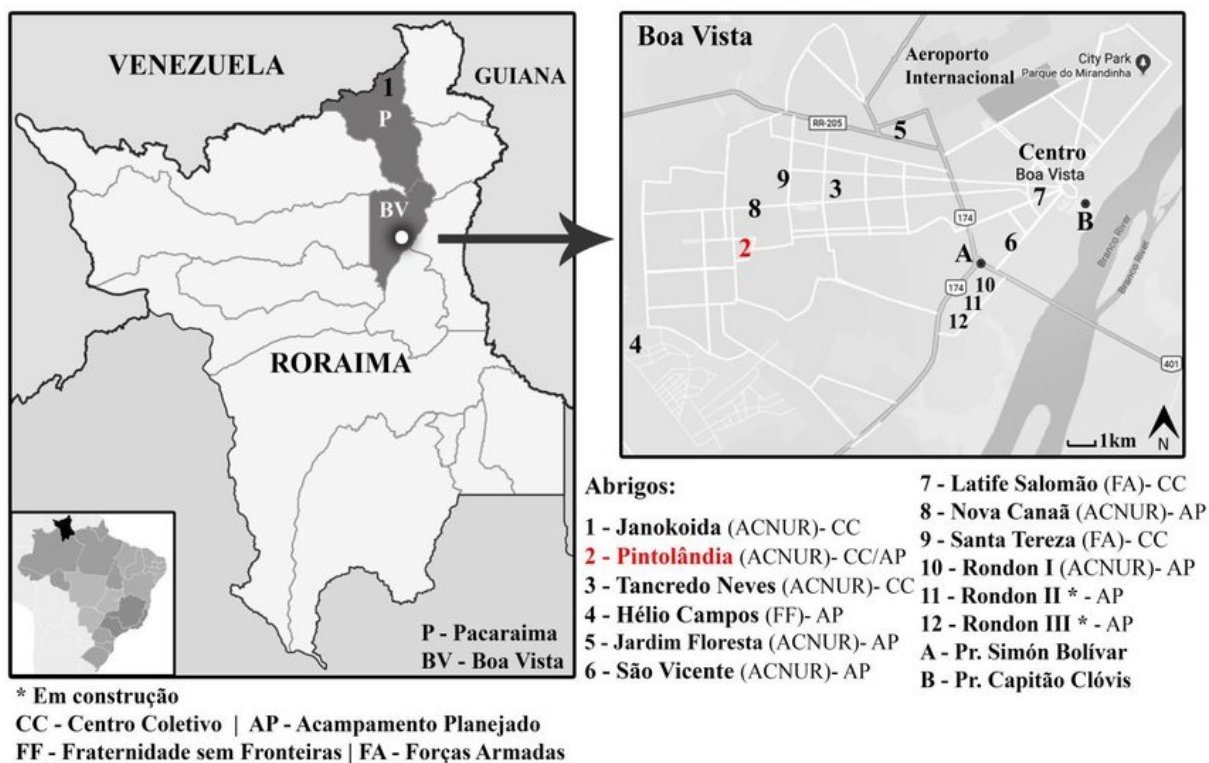 VENEZUELA
GUIANA
1
P
BV
RORAIMA
P - Pacaraima
BV - Boa Vista
Boa Vista
Aeroporto
Internacional
City Park
Parque do Mirandinha
RR-205
5
Centro
Boa Vista
9
3
7
8
B
174
2
6
A
10
174
11
12
4
401
Branco River
Branco River
1km
N
Abrigos:
1 - Janokoida (ACNUR)- CC
2 - Pintolândia (ACNUR)- CC/AP
3 - Tancredo Neves (ACNUR)- CC
4 - Hélio Campos (FF)- AP
5 - Jardim Floresta (ACNUR)- AP
6 - São Vicente (ACNUR)- AP
7 - Latife Salomão (FA)- CC
8 - Nova Canaã (ACNUR)- AP
9 - Santa Tereza (FA)- CC
10 - Rondon I (ACNUR)- AP
11 - Rondon II * - AP
12 - Rondon III * - AP
A - Pr. Simón Bolívar
B - Pr. Capitão Clóvis
* Em construção
CC - Centro Coletivo | AP - Acampamento Planejado
FF - Fraternidade sem Fronteiras | FA - Forças Armadas